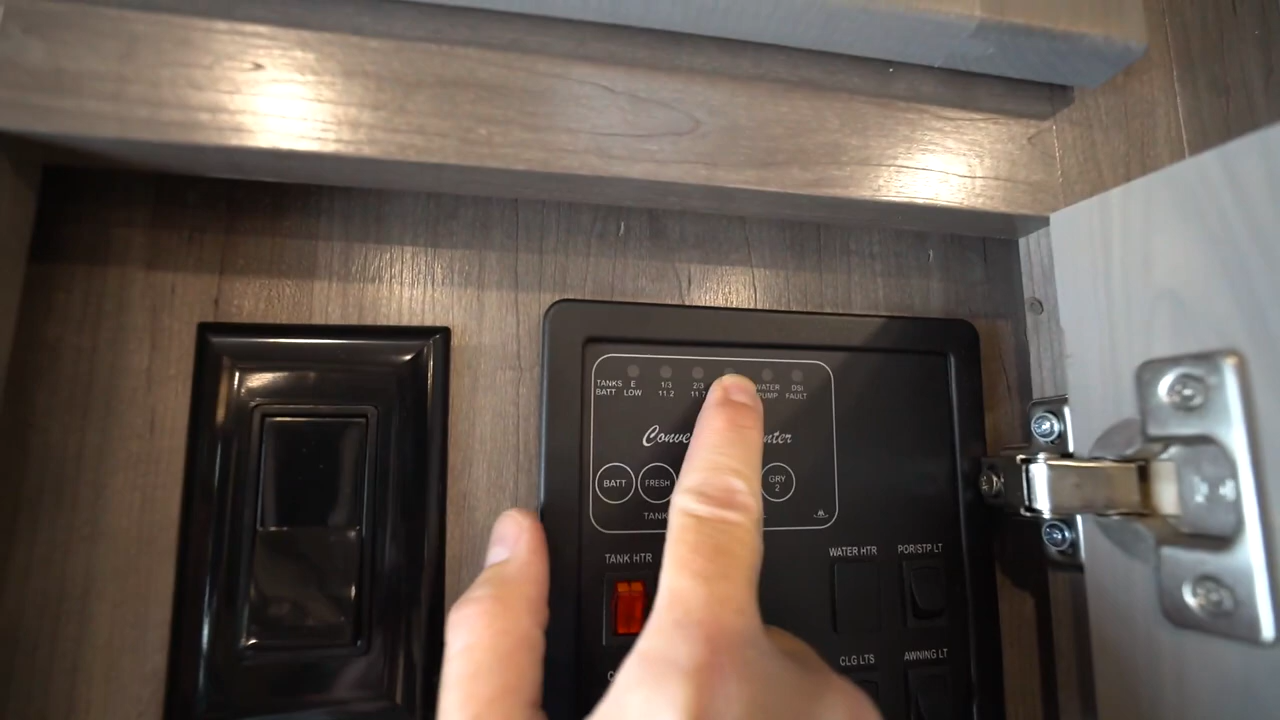 TANKS E 1/3 2/3 WATER DSI
BATT LOW 11.2 PUMP FAULT
BATT FRESH GRY
2
TANK HTR WATER HTR POR/STP LT
CLG LTS AWNING LT